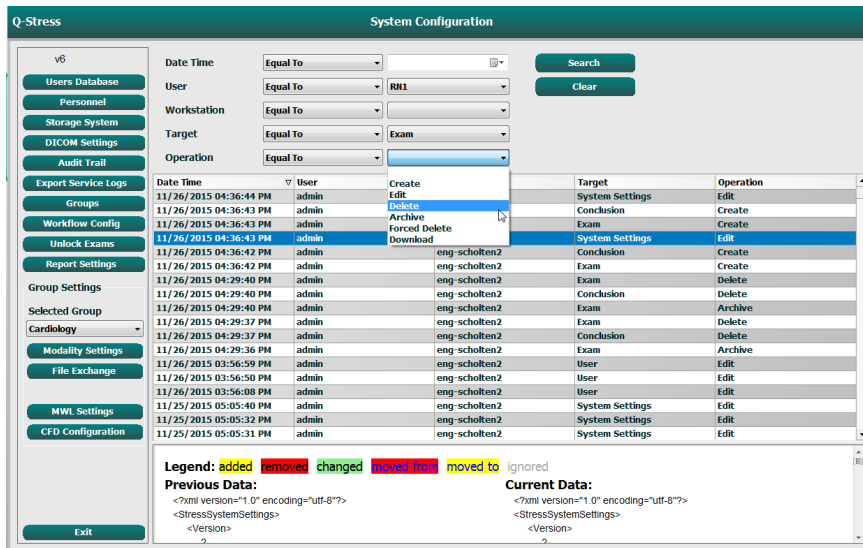 Q-Stress System Configuration
v6
Users Database
Personnel
Storage System
DICOM Settings
Audit Trail
Export Service Logs
Groups
Workflow Config
Unlock Exams
Report Settings
Group Settings
Selected Group
Cardiology
Modality Settings
File Exchange
MWL Settings
CFD Configuration
Exit
Date Time Equal To Search
User Equal To RN1 Clear
Workstation Equal To
Target Equal To Exam
Operation Equal To
Create
Edit
Delete
Archive
Forced Delete
Download
Date Time User Target Operation
11/26/2015 04:36:44 PM admin System Settings Edit
11/26/2015 04:36:43 PM admin Conclusion Create
11/26/2015 04:36:43 PM admin Exam Create
11/26/2015 04:36:43 PM admin System Settings Edit
11/26/2015 04:36:42 PM admin eng-scholten2 Conclusion Create
11/26/2015 04:36:42 PM admin eng-scholten2 Exam Create
11/26/2015 04:29:40 PM admin eng-scholten2 Exam Delete
11/26/2015 04:29:40 PM admin eng-scholten2 Conclusion Delete
11/26/2015 04:29:40 PM admin eng-scholten2 Exam Archive
11/26/2015 04:29:37 PM admin eng-scholten2 Exam Delete
11/26/2015 04:29:37 PM admin eng-scholten2 Conclusion Delete
11/26/2015 04:29:36 PM admin eng-scholten2 Exam Archive
11/26/2015 03:56:59 PM admin eng-scholten2 User Edit
11/26/2015 03:56:50 PM admin eng-scholten2 User Edit
11/26/2015 03:56:08 PM admin eng-scholten2 User Edit
11/25/2015 05:05:40 PM admin eng-scholten2 System Settings Edit
11/25/2015 05:05:32 PM admin eng-scholten2 System Settings Edit
11/25/2015 05:05:31 PM admin eng-scholten2 System Settings Edit
Legend: added removed changed moved from moved to ignored
Previous Data: Current Data:
<?xml version="1.0" encoding="utf-8"?> <?xml version="1.0" encoding="utf-8"?>
<StressSystemSettings> <StressSystemSettings>
<Version> <Version>